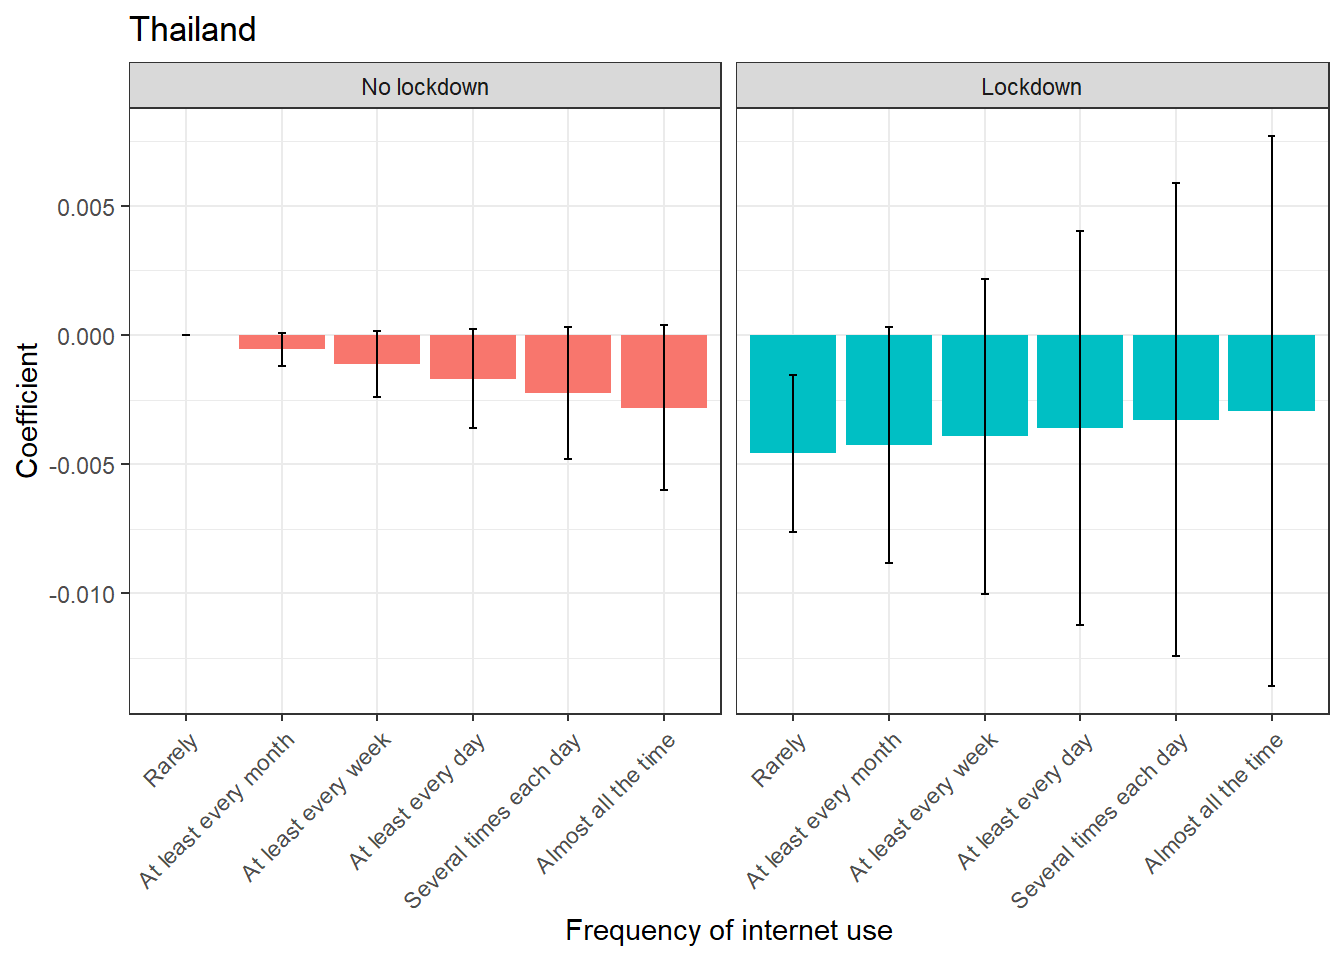 Thailand
No lockdown
Lockdown
0.005
0.000
-0.005
-0.010
Coefficient
Rarely
At least every month
At least every week
At least every day
Several times each day
Almost all the time
Rarely
At least every month
At least every week
At least every day
Several times each day
Almost all the time
Frequency of internet use